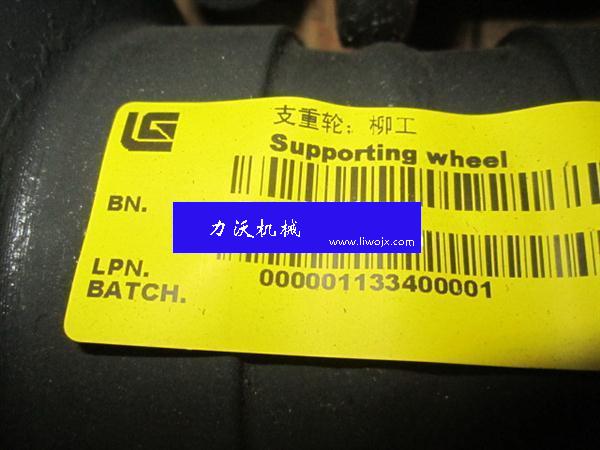 支重轮：柳工
Supporting wheel
BN.
力沃机械
www.liwojx.com
LPN.
000001133400001
BATCH.